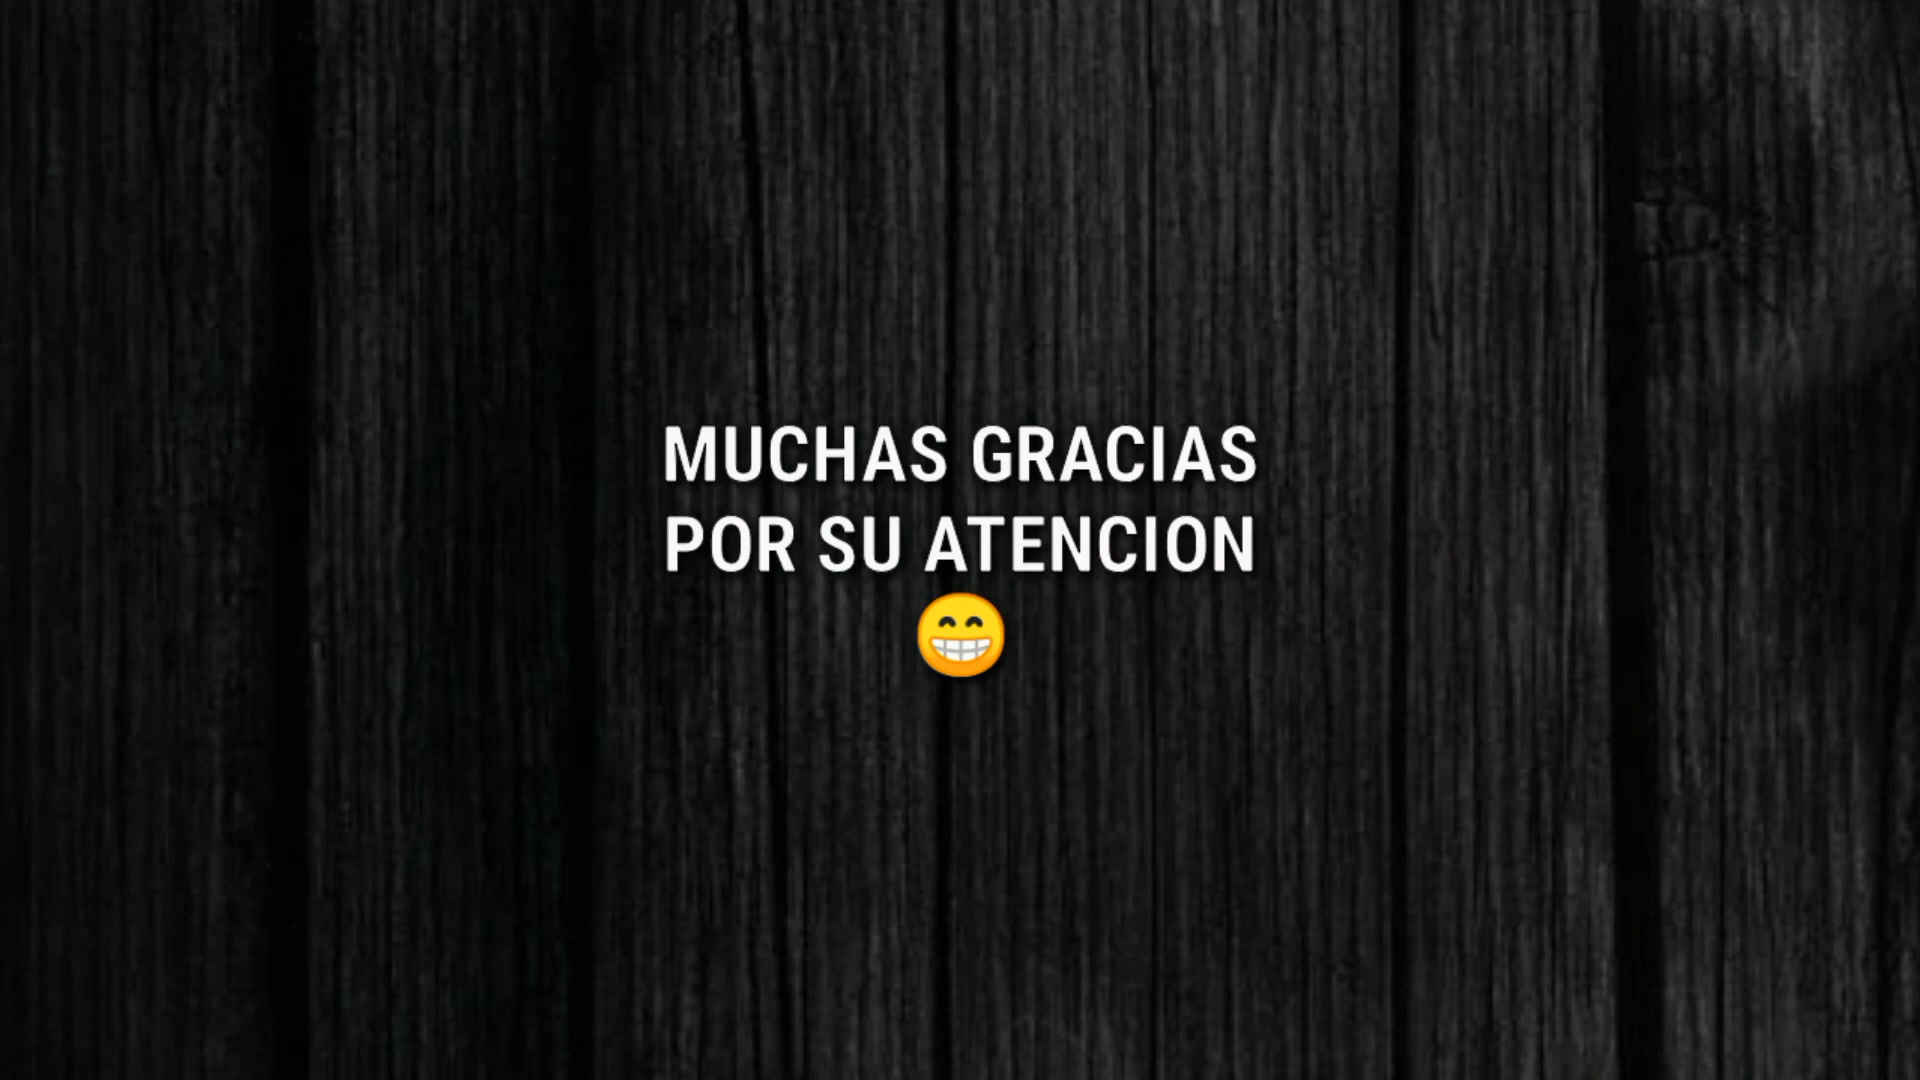 MUCHAS GRACIAS
POR SU ATENCION
😁